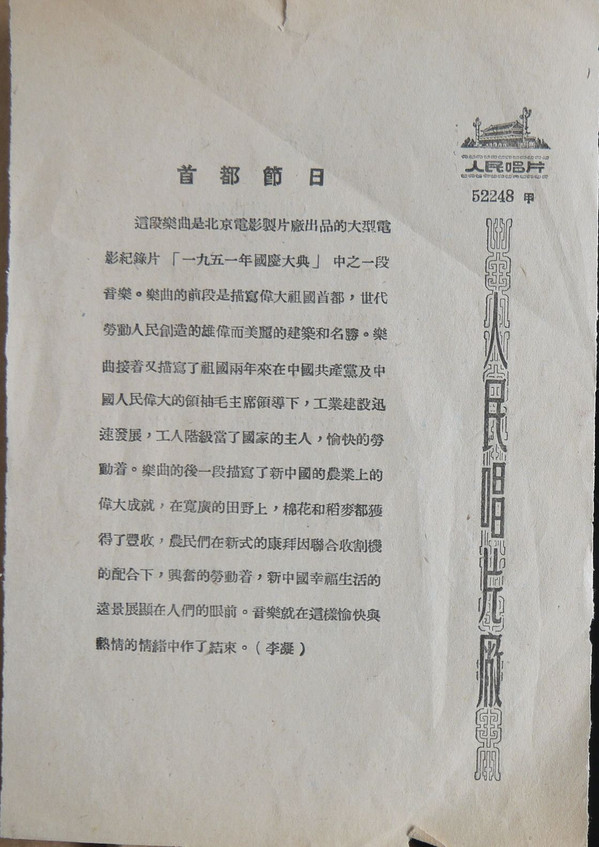 首都節日
這段樂曲是北京電影製片廠出品的大型電
影紀錄片「一九五一年國慶大典」中之一段
音樂。樂曲的前段是描寫偉大祖國首都，世代
勞動人民創造的雄偉而美麗的建築和名勝。樂
曲接着又描寫了祖國兩年來在中國共產黨及中
國人民偉大的領袖毛主席領導下，工業建設迅
速發展，工人階級當了國家的主人，愉快的勞
動着。樂曲的後一段描寫了新中國的農業上的
偉大成就，在寬廣的田野上，棉花和稻麥都獲
得了豐收，農民們在新式的康拜因聯合收割機
的配合下，興奮的勞動着，新中國幸福生活的
遠景展顯在人們的眼前。音樂就在這樣愉快與
熱情的情緒中作了結束。（李凝）
人民唱片
52248 甲
人民唱片廠